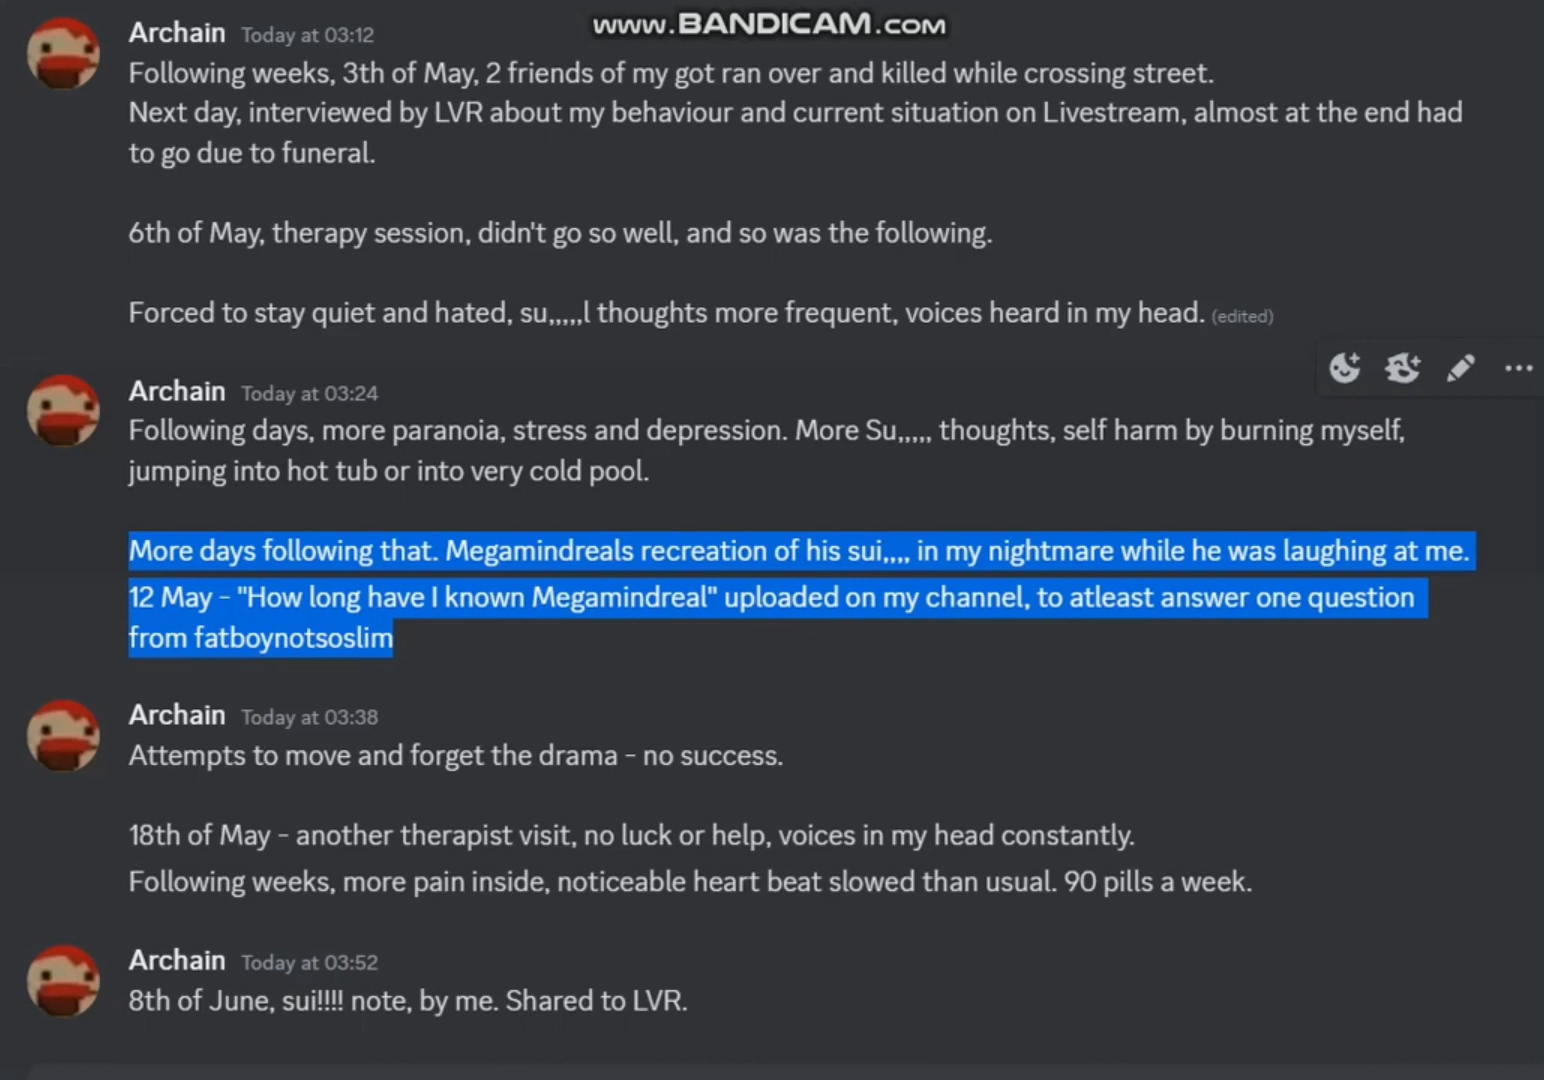 www.BANDICAM.com
Archain Today at 03:12
Following weeks, 3th of May, 2 friends of my got ran over and killed while crossing street.
Next day, interviewed by LVR about my behaviour and current situation on Livestream, almost at the end had
to go due to funeral.
6th of May, therapy session, didn't go so well, and so was the following.
Forced to stay quiet and hated, su,,,,,l thoughts more frequent, voices heard in my head. (edited)
Archain Today at 03:24
Following days, more paranoia, stress and depression. More Su,,,,, thoughts, self harm by burning myself,
jumping into hot tub or into very cold pool.
More days following that. Megamindreals recreation of his sui,,,, in my nightmare while he was laughing at me.
12 May - "How long have I known Megamindreal" uploaded on my channel, to atleast answer one question
from fatboynotsoslim
Archain Today at 03:38
Attempts to move and forget the drama - no success.
18th of May - another therapist visit, no luck or help, voices in my head constantly.
Following weeks, more pain inside, noticeable heart beat slowed than usual. 90 pills a week.
Archain Today at 03:52
8th of June, sui!!!! note, by me. Shared to LVR.